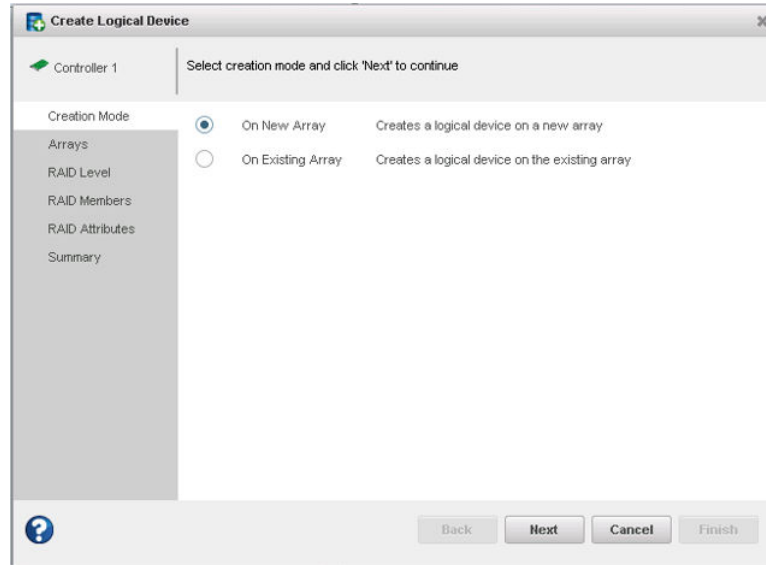 Create Logical Device
Controller 1
Select creation mode and click 'Next' to continue
Creation Mode
Arrays
RAID Level
RAID Members
RAID Attributes
Summary
On New Array Creates a logical device on a new array
On Existing Array Creates a logical device on the existing array
? Back Next Cancel Finish